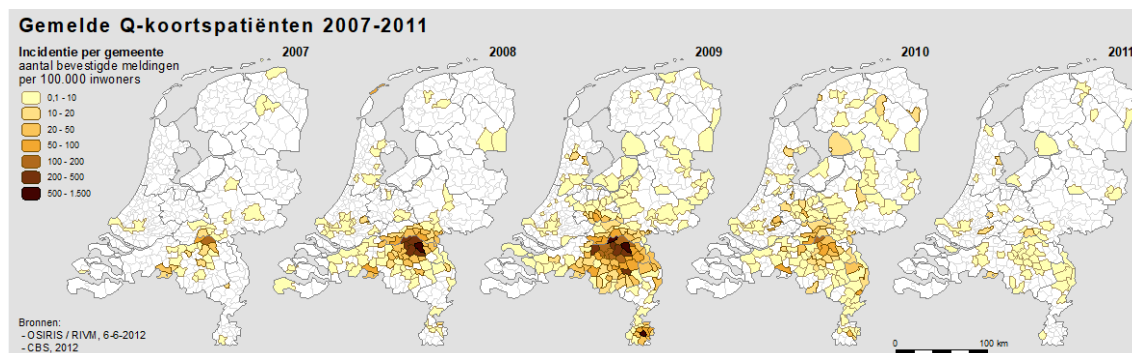 Gemelde Q-koortspatiënten 2007-2011
Incidentie per gemeente
aantal bevestigde meldingen
per 100.000 inwoners
0,1 - 10
10 - 20
20 - 50
50 - 100
100 - 200
200 - 500
500 - 1.500
2007
2008
2009
2010
2011
Bronnen:
- OSIRIS / RIVM, 6-6-2012
- CBS, 2012
0 100 km